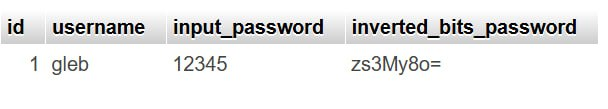 id username input_password inverted_bits_password
1 gleb 12345 zs3My8o=